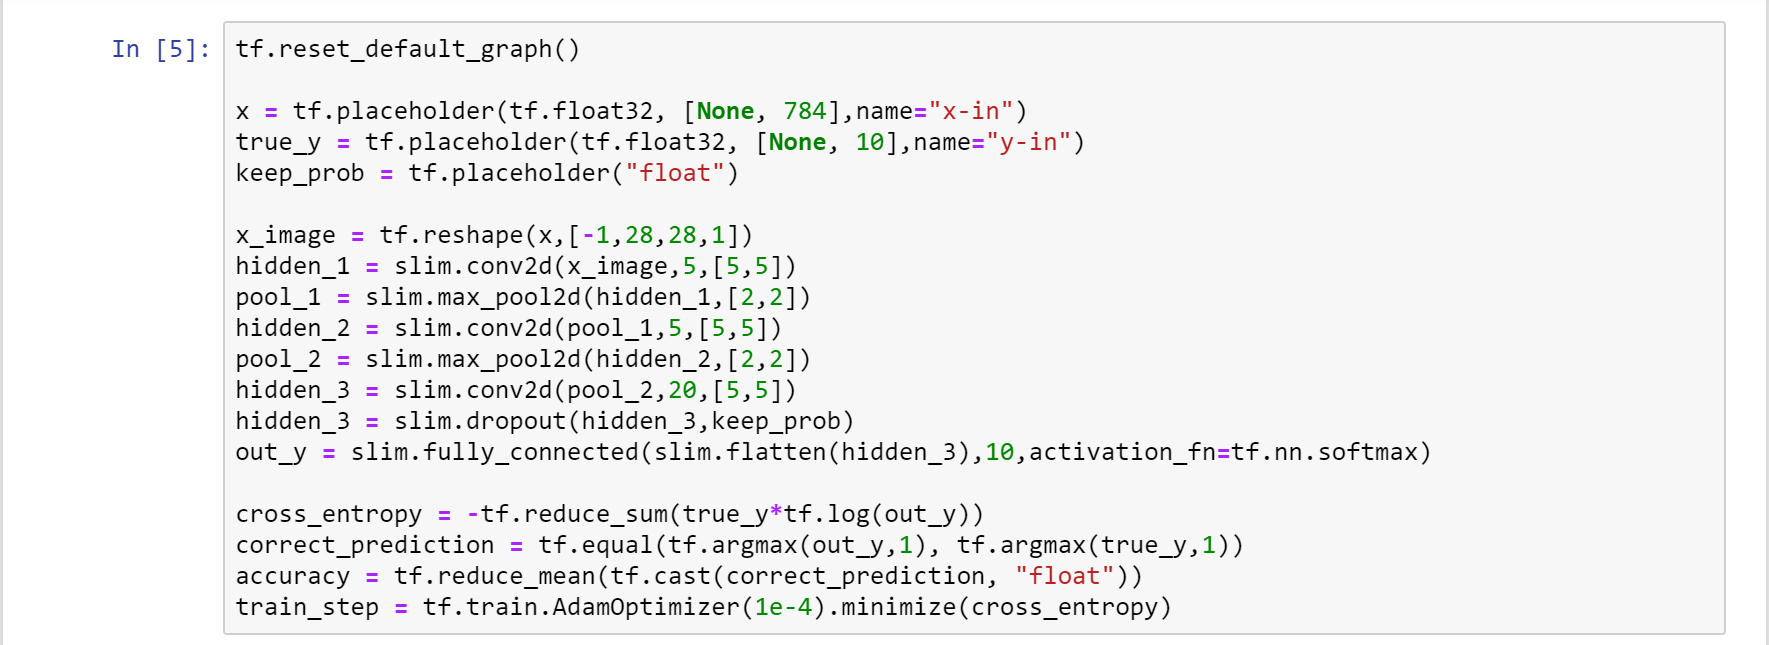 In [5]: tf.reset_default_graph()
x = tf.placeholder(tf.float32, [None, 784],name="x-in")
true_y = tf.placeholder(tf.float32, [None, 10],name="y-in")
keep_prob = tf.placeholder("float")
x_image = tf.reshape(x,[-1,28,28,1])
hidden_1 = slim.conv2d(x_image,5,[5,5])
pool_1 = slim.max_pool2d(hidden_1,[2,2])
hidden_2 = slim.conv2d(pool_1,5,[5,5])
pool_2 = slim.max_pool2d(hidden_2,[2,2])
hidden_3 = slim.conv2d(pool_2,20,[5,5])
hidden_3 = slim.dropout(hidden_3,keep_prob)
out_y = slim.fully_connected(slim.flatten(hidden_3),10,activation_fn=tf.nn.softmax)
cross_entropy = -tf.reduce_sum(true_y*tf.log(out_y))
correct_prediction = tf.equal(tf.argmax(out_y,1), tf.argmax(true_y,1))
accuracy = tf.reduce_mean(tf.cast(correct_prediction, "float"))
train_step = tf.train.AdamOptimizer(1e-4).minimize(cross_entropy)